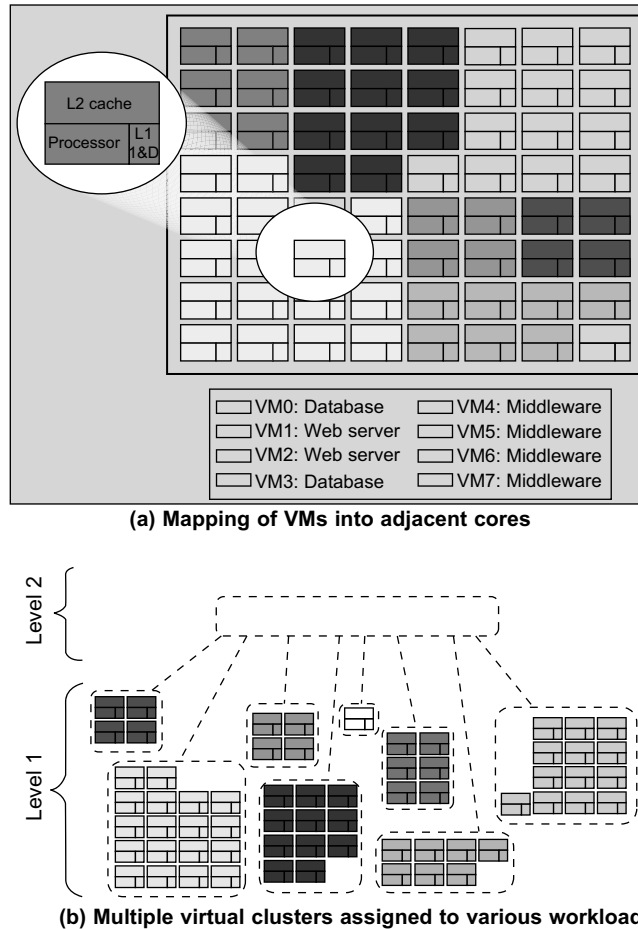 L2 cache
Processor
L1
1&D
VM0: Database
VM4: Middleware
VM1: Web server
VM5: Middleware
VM2: Web server
VM6: Middleware
VM3: Database
VM7: Middleware
(a) Mapping of VMs into adjacent cores
Level 2
Level 1
(b) Multiple virtual clusters assigned to various workload